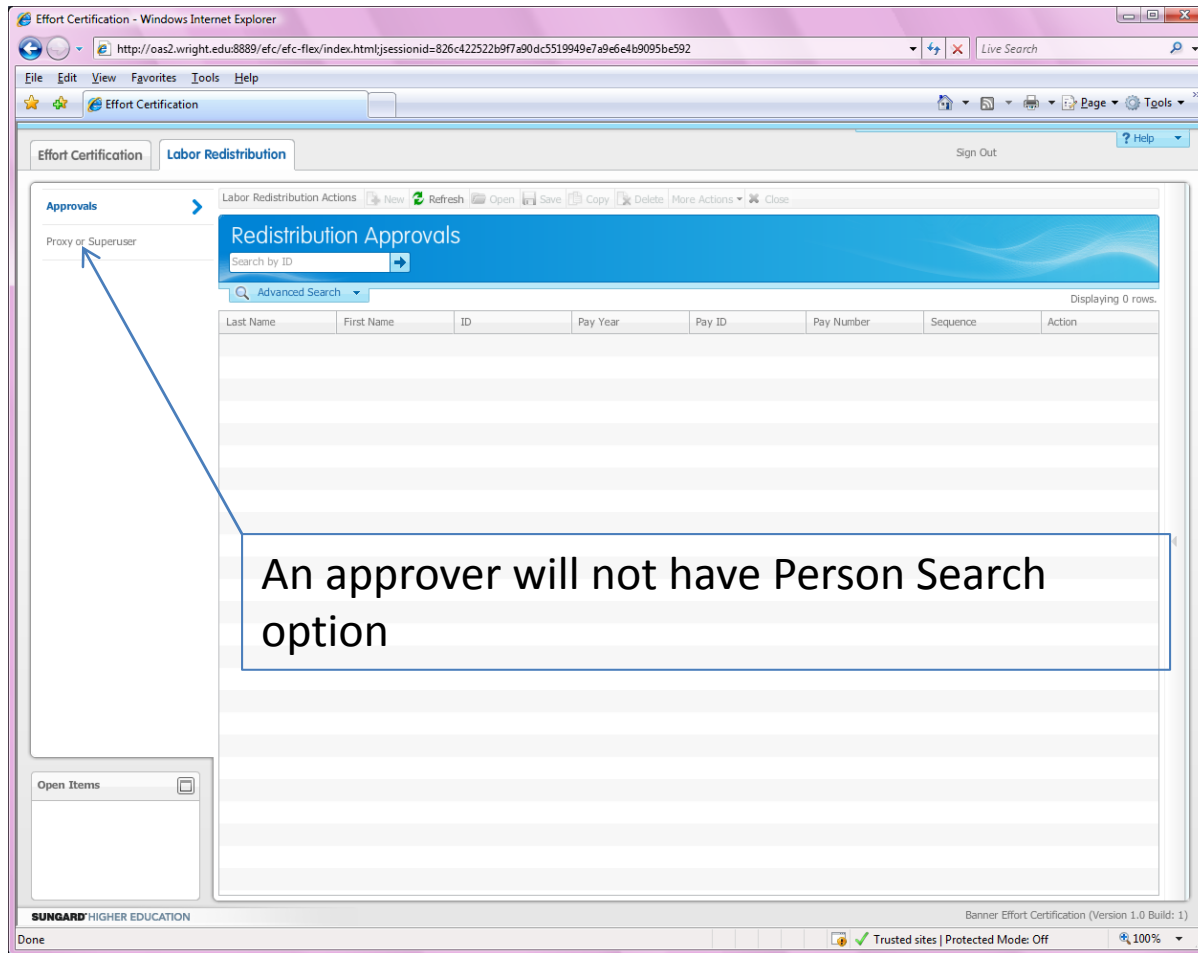 Effort Certification - Windows Internet Explorer
http://oas2.wright.edu:8889/efc/efc-flex/index.html;jsessionid=826c422522b9f7a90dc5519949e7a9e6e4b9095be592
Live Search
File Edit View Favorites Tools Help
Effort Certification
Page Tools
Effort Certification
Labor Redistribution
Sign Out
? Help
Approvals
Proxy or Superuser
Labor Redistribution Actions New Refresh Open Save Copy Delete More Actions Close
Redistribution Approvals
Search by ID
Advanced Search
Displaying 0 rows.
Last Name First Name ID Pay Year Pay ID Pay Number Sequence Action
An approver will not have Person Search
option
Open Items
SUNGARD HIGHER EDUCATION
Banner Effort Certification (Version 1.0 Build: 1)
Done
Trusted sites | Protected Mode: Off
100%